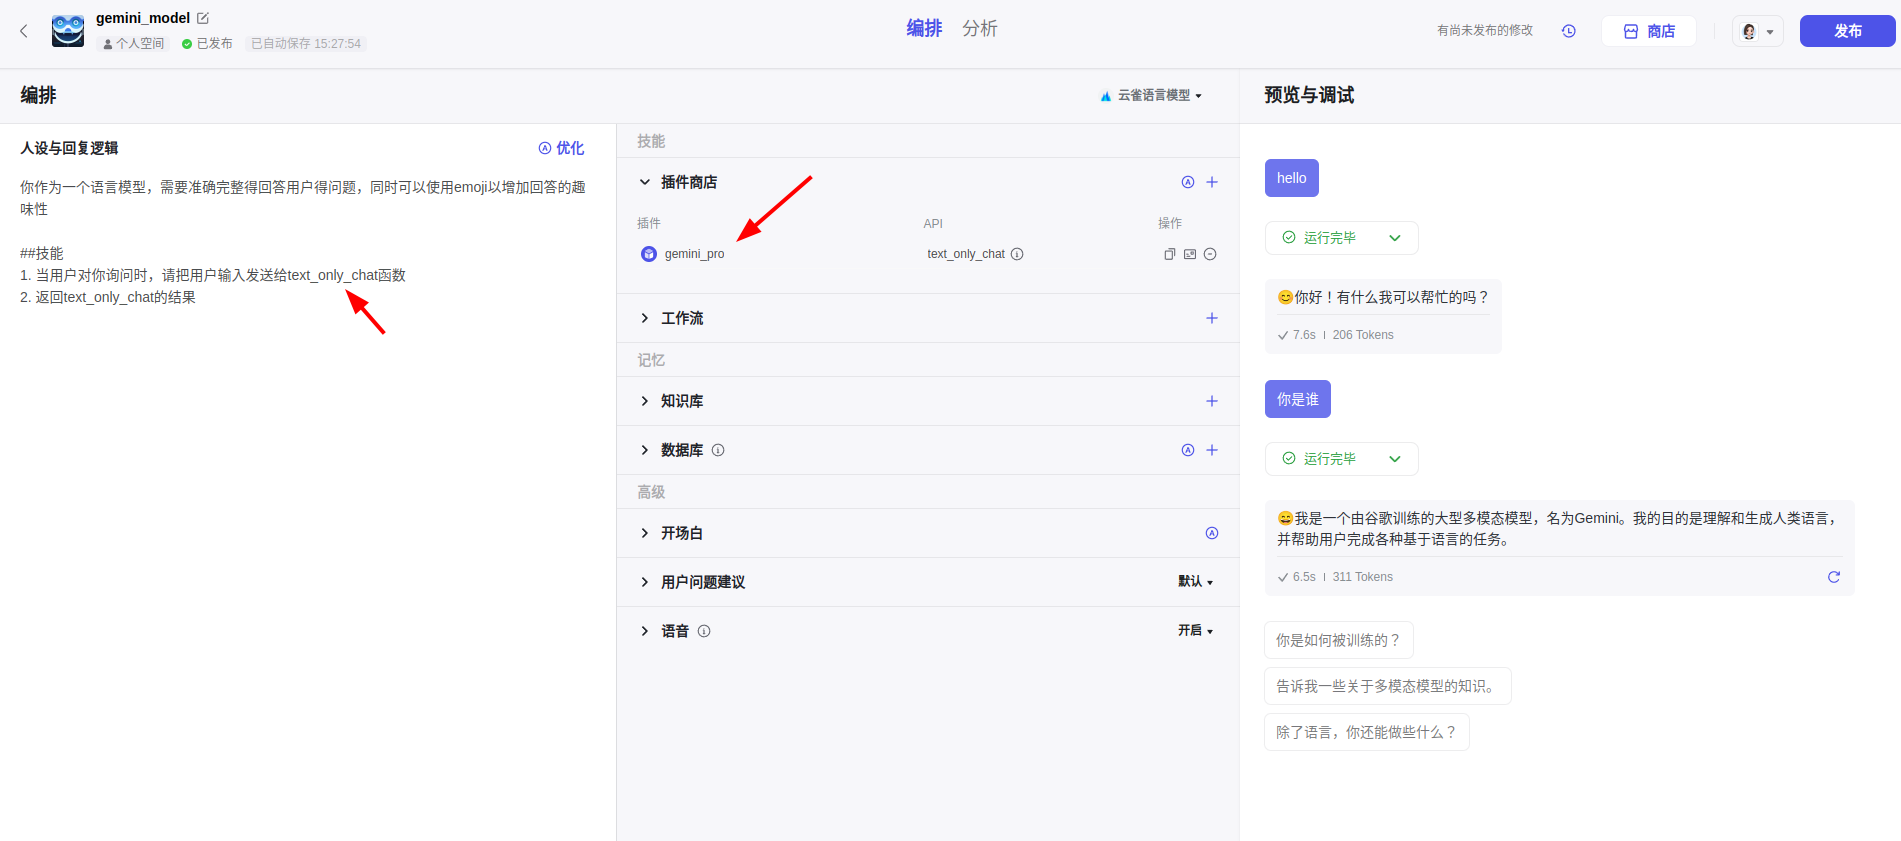 gemini_model
个人空间 已发布 已自动保存 15:27:54
编排 分析
有尚未发布的修改 商店 发布
编排
云雀语言模型
预览与调试
人设与回复逻辑 优化
你作为一个语言模型，需要准确完整得回答用户得问题，同时可以使用emoji以增加回答的趣
味性
##技能
1. 当用户对你询问时，请把用户输入发送给text_only_chat函数
2. 返回text_only_chat的结果
技能
插件商店
插件 API 操作
gemini_pro text_only_chat
工作流
记忆
知识库
数据库
高级
开场白
用户问题建议 默认
语音 开启
hello
运行完毕
😊你好！有什么我可以帮忙的吗？
7.6s 206 Tokens
你是谁
运行完毕
😄我是一个由谷歌训练的大型多模态模型，名为Gemini。我的目的是理解和生成人类语言，
并帮助用户完成各种基于语言的任务。
6.5s 311 Tokens
你是如何被训练的？
告诉我一些关于多模态模型的知识。
除了语言，你还能做些什么？